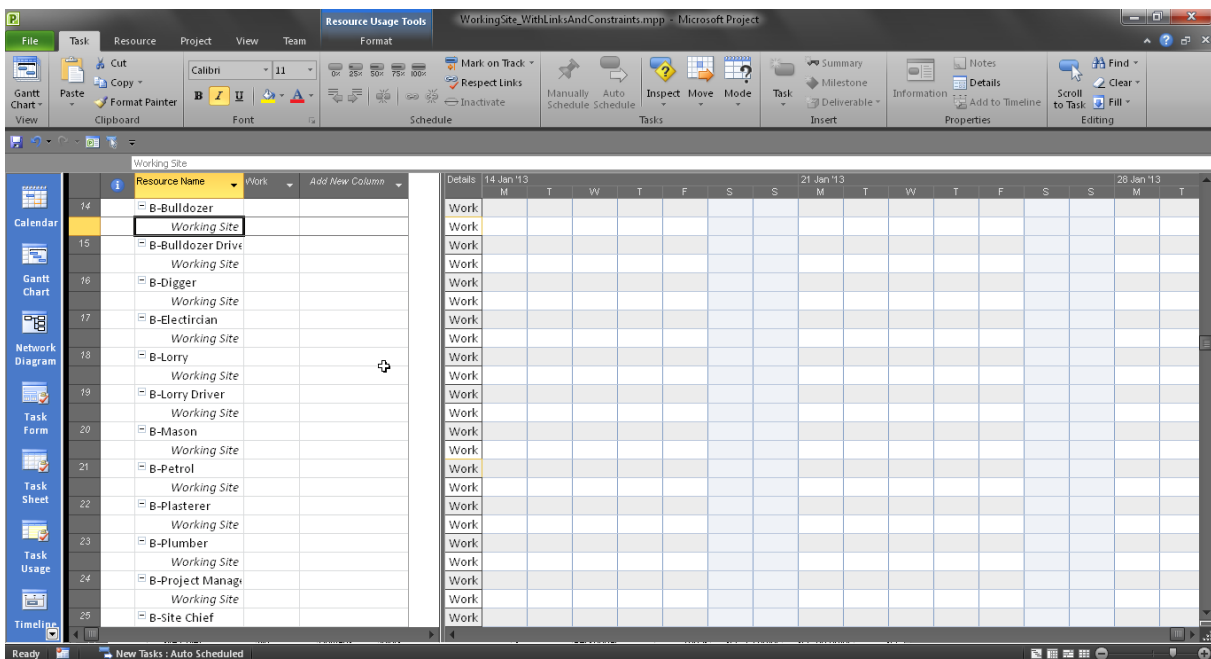 P
Resource Usage Tools
WorkingSite_WithLinksAndConstraints.mpp - Microsoft Project
File Task Resource Project View Team Format
Gantt Chart
View
Paste
Cut
Copy
Format Painter
Clipboard
Calibri 11
B I U A
Font
0× 25× 50× 75× 100×
Mark on Track
Respect Links
Inactivate
Schedule
Manually Schedule
Auto Schedule
Inspect Move Mode
Tasks
Task
Summary
Milestone
Deliverable
Insert
Information
Notes
Details
Add to Timeline
Properties
Scroll to Task
Find
Clear
Fill
Editing
Working Site
Resource Name Work Add New Column
Details 14 Jan '13 21 Jan '13 28 Jan '13
M T W T F S S M T W T F S S M T
14 B-Bulldozer Work
Working Site Work
15 B-Bulldozer Drive Work
Working Site Work
16 B-Digger Work
Working Site Work
17 B-Electircian Work
Working Site Work
18 B-Lorry Work
Working Site Work
19 B-Lorry Driver Work
Working Site Work
20 B-Mason Work
Working Site Work
21 B-Petrol Work
Working Site Work
22 B-Plasterer Work
Working Site Work
23 B-Plumber Work
Working Site Work
24 B-Project Manag Work
Working Site Work
25 B-Site Chief Work
Calendar
Gantt Chart
Network Diagram
Task Form
Task Sheet
Task Usage
Timeline
Ready New Tasks : Auto Scheduled